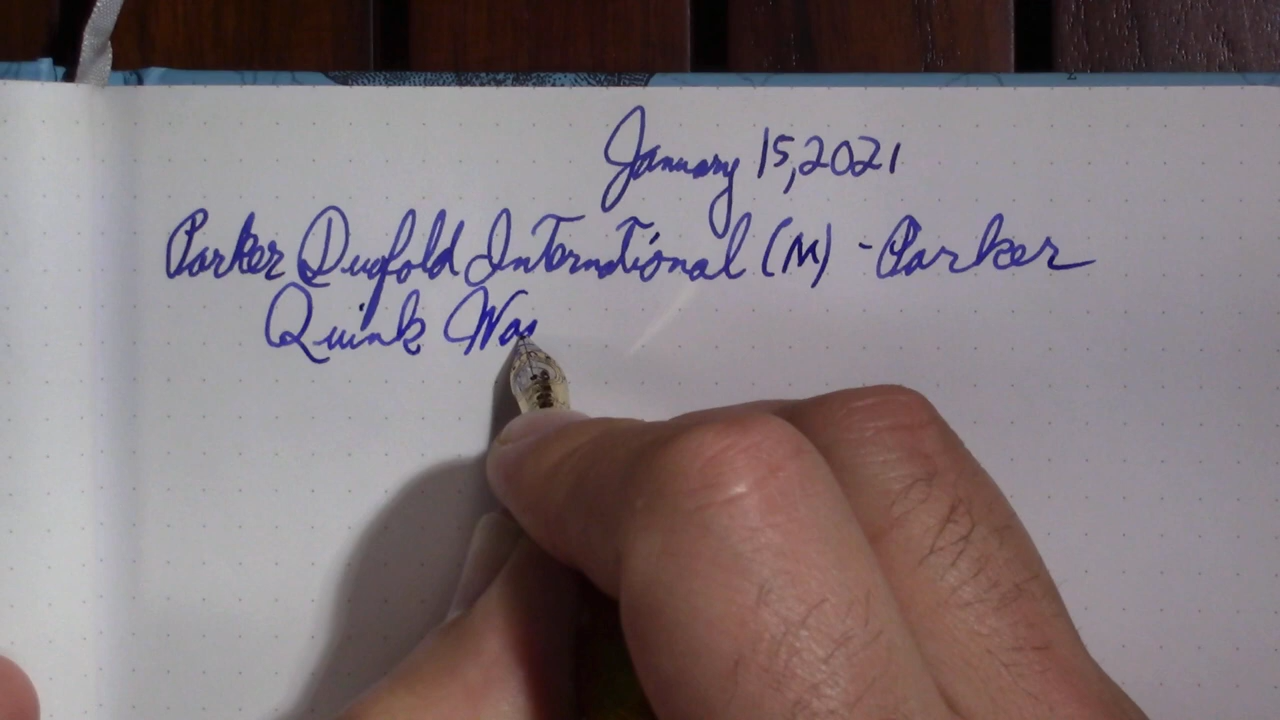 January 15, 2021
Parker Duofold International (M) - Parker
Quink Was